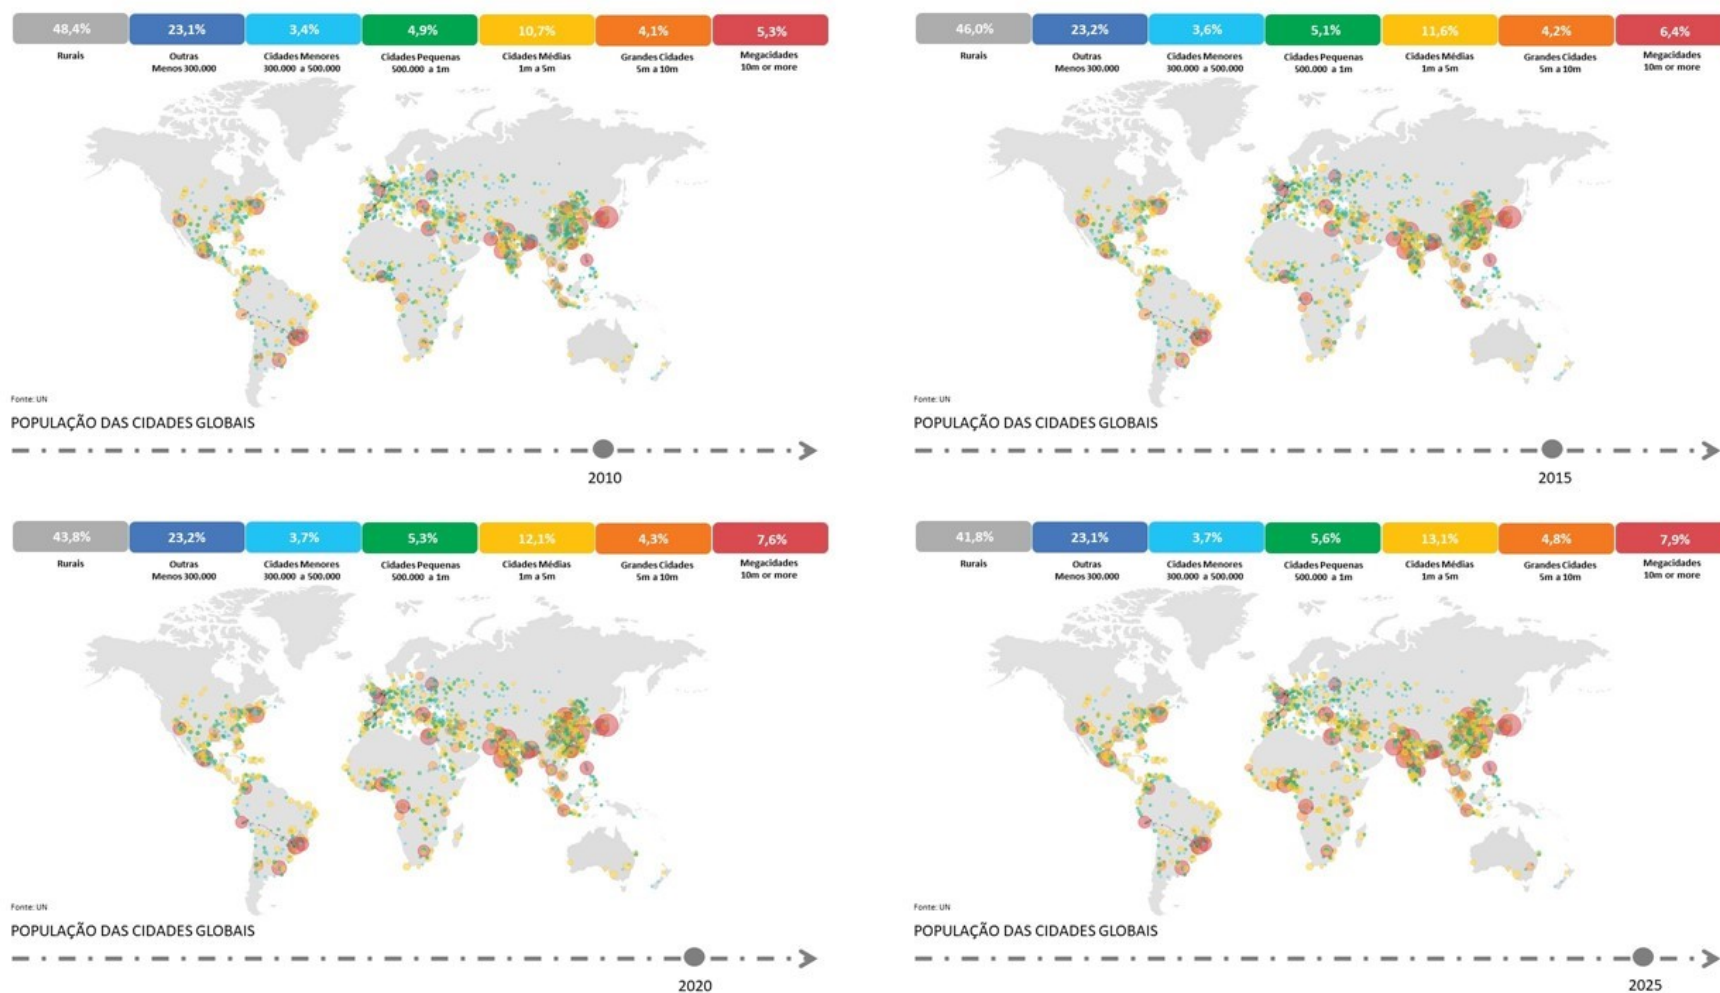 48,4% 23,1% 3,4% 4,9% 10,7% 4,1% 5,3%
Rurais Outras Cidades Menores Cidades Pequenas Cidades Médias Grandes Cidades Megacidades
Menos 300.000 300.000 a 500.000 500.000 a 1m 1m a 5m 5m a 10m 10m or more
Fonte: UN
POPULAÇÃO DAS CIDADES GLOBAIS
2010
46,0% 23,2% 3,6% 5,1% 11,6% 4,2% 6,4%
Rurais Outras Cidades Menores Cidades Pequenas Cidades Médias Grandes Cidades Megacidades
Menos 300.000 300.000 a 500.000 500.000 a 1m 1m a 5m 5m a 10m 10m or more
Fonte: UN
POPULAÇÃO DAS CIDADES GLOBAIS
2015
43,8% 23,2% 3,7% 5,3% 12,1% 4,3% 7,6%
Rurais Outras Cidades Menores Cidades Pequenas Cidades Médias Grandes Cidades Megacidades
Menos 300.000 300.000 a 500.000 500.000 a 1m 1m a 5m 5m a 10m 10m or more
Fonte: UN
POPULAÇÃO DAS CIDADES GLOBAIS
2020
41,8% 23,1% 3,7% 5,6% 13,1% 4,8% 7,9%
Rurais Outras Cidades Menores Cidades Pequenas Cidades Médias Grandes Cidades Megacidades
Menos 300.000 300.000 a 500.000 500.000 a 1m 1m a 5m 5m a 10m 10m or more
Fonte: UN
POPULAÇÃO DAS CIDADES GLOBAIS
2025